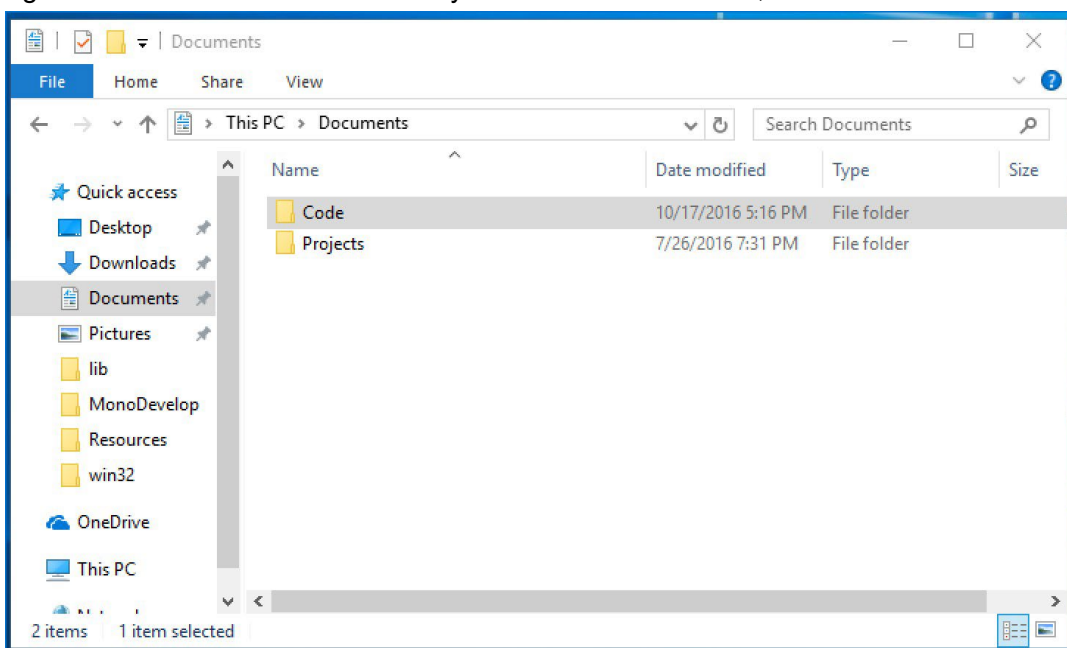 Documents
File Home Share View
This PC > Documents
Search Documents
Name Date modified Type Size
Quick access
Desktop
Downloads
Documents
Pictures
lib
MonoDevelop
Resources
win32
OneDrive
This PC
Code 10/17/2016 5:16 PM File folder
Projects 7/26/2016 7:31 PM File folder
2 items 1 item selected